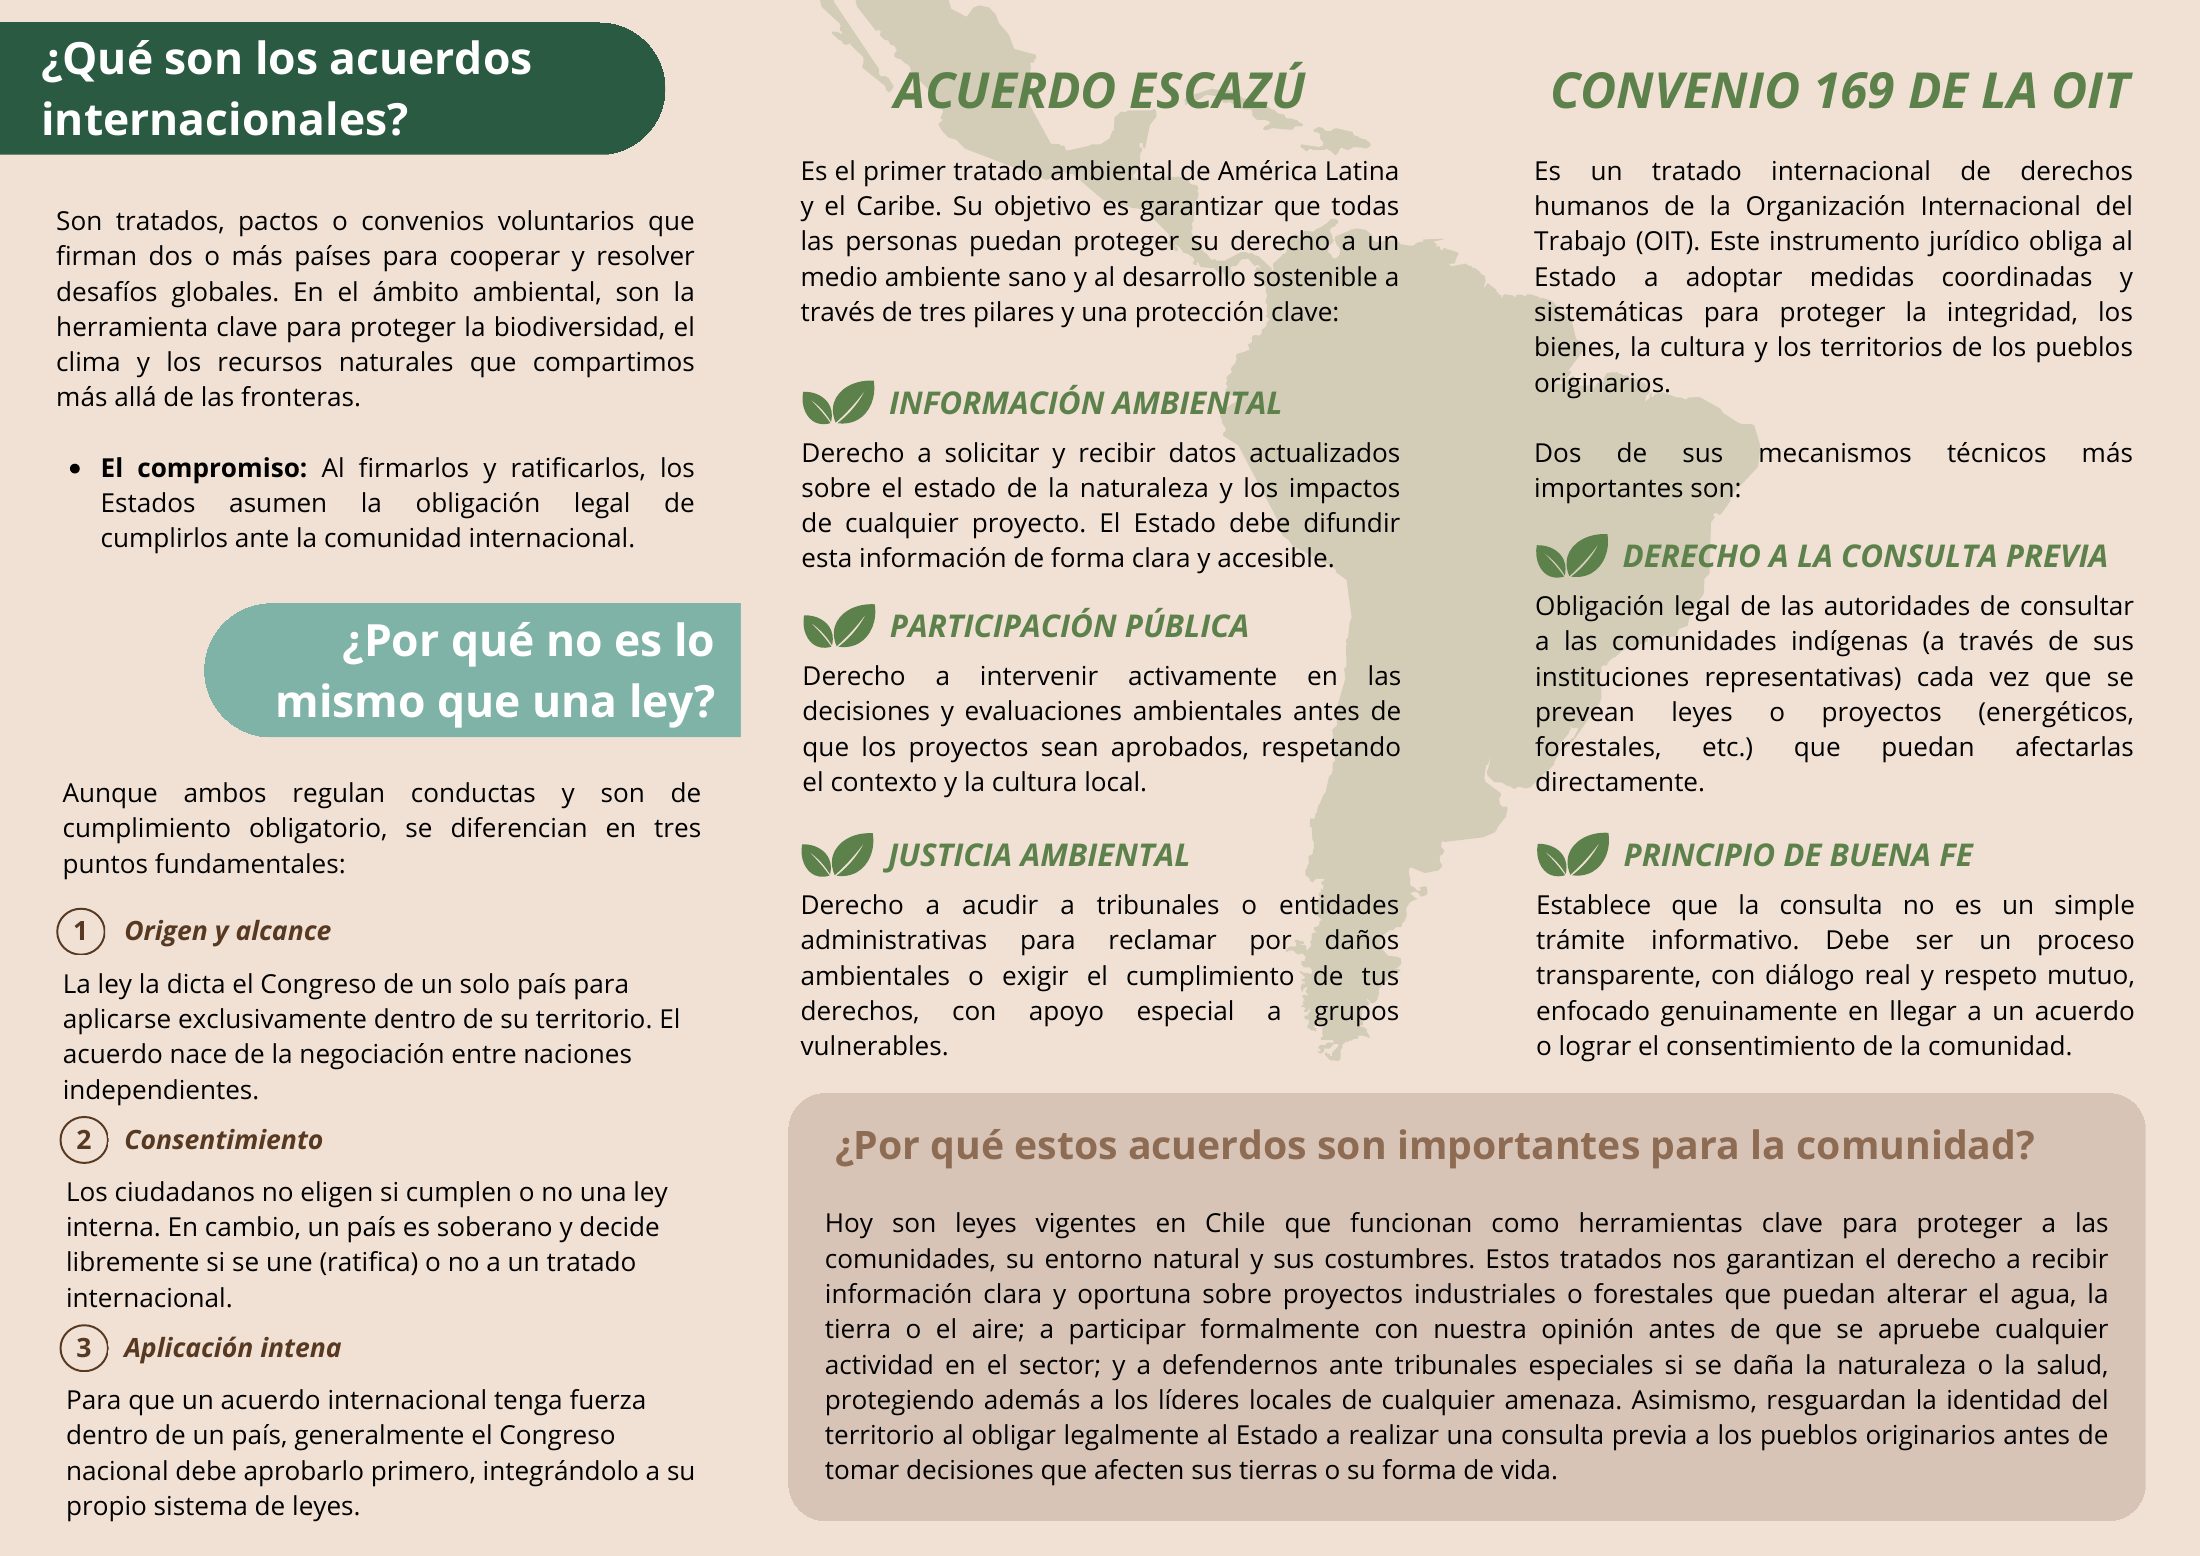 ¿Qué son los acuerdos
internacionales?
Son tratados, pactos o convenios voluntarios que
firman dos o más países para cooperar y resolver
desafíos globales. En el ámbito ambiental, son la
herramienta clave para proteger la biodiversidad, el
clima y los recursos naturales que compartimos
más allá de las fronteras.
• El compromiso: Al firmarlos y ratificarlos, los
Estados asumen la obligación legal de
cumplirlos ante la comunidad internacional.
¿Por qué no es lo
mismo que una ley?
Aunque ambos regulan conductas y son de
cumplimiento obligatorio, se diferencian en tres
puntos fundamentales:
1 Origen y alcance
La ley la dicta el Congreso de un solo país para
aplicarse exclusivamente dentro de su territorio. El
acuerdo nace de la negociación entre naciones
independientes.
2 Consentimiento
Los ciudadanos no eligen si cumplen o no una ley
interna. En cambio, un país es soberano y decide
libremente si se une (ratifica) o no a un tratado
internacional.
3 Aplicación intena
Para que un acuerdo internacional tenga fuerza
dentro de un país, generalmente el Congreso
nacional debe aprobarlo primero, integrándolo a su
propio sistema de leyes.
ACUERDO ESCAZÚ
Es el primer tratado ambiental de América Latina
y el Caribe. Su objetivo es garantizar que todas
las personas puedan proteger su derecho a un
medio ambiente sano y al desarrollo sostenible a
través de tres pilares y una protección clave:
INFORMACIÓN AMBIENTAL
Derecho a solicitar y recibir datos actualizados
sobre el estado de la naturaleza y los impactos
de cualquier proyecto. El Estado debe difundir
esta información de forma clara y accesible.
PARTICIPACIÓN PÚBLICA
Derecho a intervenir activamente en las
decisiones y evaluaciones ambientales antes de
que los proyectos sean aprobados, respetando
el contexto y la cultura local.
JUSTICIA AMBIENTAL
Derecho a acudir a tribunales o entidades
administrativas para reclamar por daños
ambientales o exigir el cumplimiento de tus
derechos, con apoyo especial a grupos
vulnerables.
CONVENIO 169 DE LA OIT
Es un tratado internacional de derechos
humanos de la Organización Internacional del
Trabajo (OIT). Este instrumento jurídico obliga al
Estado a adoptar medidas coordinadas y
sistemáticas para proteger la integridad, los
bienes, la cultura y los territorios de los pueblos
originarios.
Dos de sus mecanismos técnicos más
importantes son:
DERECHO A LA CONSULTA PREVIA
Obligación legal de las autoridades de consultar
a las comunidades indígenas (a través de sus
instituciones representativas) cada vez que se
prevean leyes o proyectos (energéticos,
forestales, etc.) que puedan afectarlas
directamente.
PRINCIPIO DE BUENA FE
Establece que la consulta no es un simple
trámite informativo. Debe ser un proceso
transparente, con diálogo real y respeto mutuo,
enfocado genuinamente en llegar a un acuerdo
o lograr el consentimiento de la comunidad.
¿Por qué estos acuerdos son importantes para la comunidad?
Hoy son leyes vigentes en Chile que funcionan como herramientas clave para proteger a las
comunidades, su entorno natural y sus costumbres. Estos tratados nos garantizan el derecho a recibir
información clara y oportuna sobre proyectos industriales o forestales que puedan alterar el agua, la
tierra o el aire; a participar formalmente con nuestra opinión antes de que se apruebe cualquier
actividad en el sector; y a defendernos ante tribunales especiales si se daña la naturaleza o la salud,
protegiendo además a los líderes locales de cualquier amenaza. Asimismo, resguardan la identidad del
territorio al obligar legalmente al Estado a realizar una consulta previa a los pueblos originarios antes de
tomar decisiones que afecten sus tierras o su forma de vida.